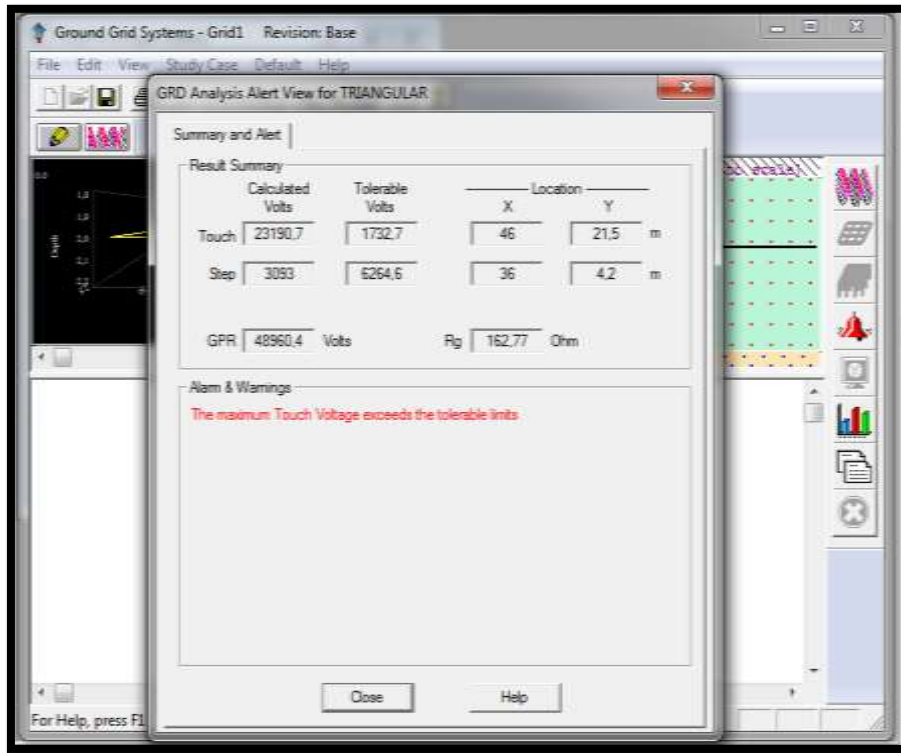 Ground Grid Systems - Grid1 Revision: Base
File Edit View Study Case Default Help
GRD Analysis Alert View for TRIANGULAR
Summary and Alert
Result Summary
Calculated Volts
Tolerable Volts
Location
X Y
Touch 23190,7 1732,7 46 21,5 m
Step 3093 6264,6 36 4,2 m
GPR 48960,4 Volts Rg 162,77 Ohm
Alarm & Warnings
The maximum Touch Voltage exceeds the tolerable limits
Close Help
For Help, press F1
Depth